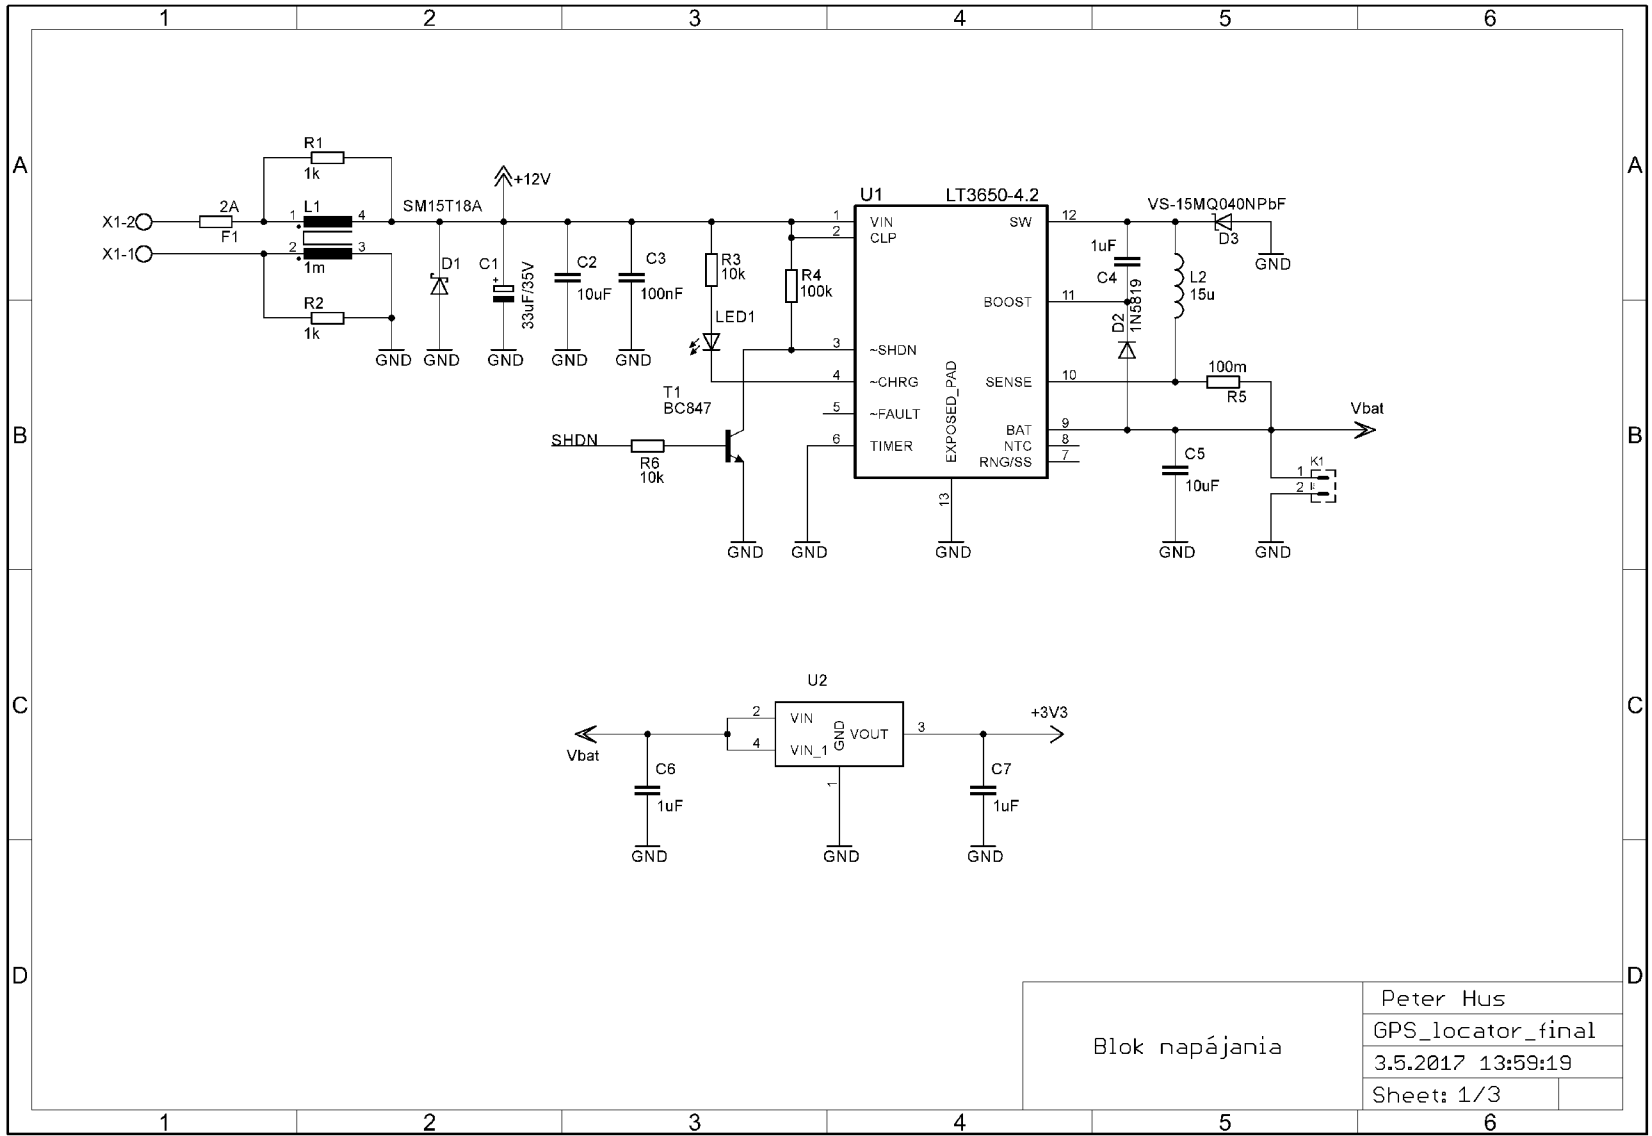 1 2 3 4 5 6
A A
R1
1k
+12V
U1 LT3650-4.2
X1-2 2A L1 SM15T18A VS-15MQ040NPbF
F1 1 4
1 VIN SW 12
2 CLP
D3
X1-1 2 3
1m
D1 C1 C2 C3 R3 R4 1uF L2 GND
33uF/35V 10uF 100nF 10k 100k C4 15u
R2
1k
BOOST 11
D2 1N5819
LED1
GND GND GND GND GND
3 ~SHDN
100m
4 ~CHRG SENSE 10
R5
T1
BC847
EXPOSED_PAD
5 ~FAULT
Vbat
BAT 9
B B
SHDN
6 TIMER NTC 8
RNG/SS 7
R6
10k
C5
10uF
K1
1
2
13
GND GND GND GND GND
U2
C C
2 VIN
+3V3
GND VOUT 3
4 VIN_1
Vbat
C6 C7
1
1uF 1uF
GND GND GND
D D
Peter Hus
GPS_locator_final
Blok napájania
3.5.2017 13:59:19
Sheet: 1/3
1 2 3 4 5 6